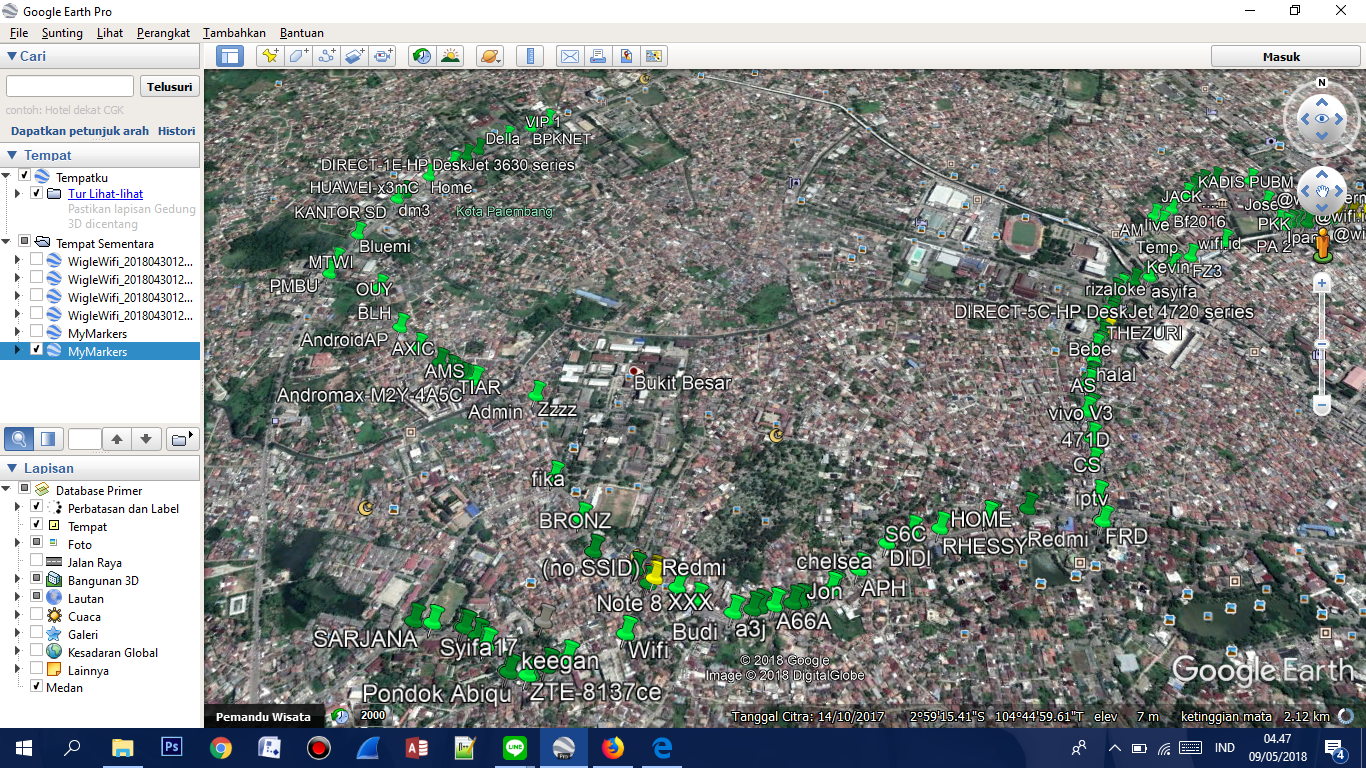 Google Earth Pro
File Sunting Lihat Perangkat Tambahkan Bantuan
Cari
Masuk
Telusuri
contoh: Hotel dekat CGK
Dapatkan petunjuk arah Histori
Tempat
Tempatku
Tur Lihat-lihat
Pastikan lapisan Gedung
3D dicentang
Tempat Sementara
WigleWifi_2018043012...
WigleWifi_2018043012...
WigleWifi_2018043012...
WigleWifi_2018043012...
MyMarkers
MyMarkers
Lapisan
Database Primer
Perbatasan dan Label
Tempat
Foto
Jalan Raya
Bangunan 3D
Lautan
Cuaca
Galeri
Kesadaran Global
Lainnya
Medan
N
VIP 1
Della BPKNET
DIRECT-1E-HP DeskJet 3630 series
HUAWEI-x3mC Home
KANTOR SD dm3 Kota Palembang
Bluemi
MTWI
PMBU OUY
BLH
AndroidAP AXIC
AMS
Andromax-M2Y-4A5C TIAR
Admin Zzzz
Bukit Besar
fika
BRONZ
(no SSID) Redmi
Note 8 XXX
SARJANA
Syifa17
keegan
Wifi
Budi a3j A66A
Jon APH
chelsea
S6C DIDI
HOME
RHESSY Redmi
Pondok Abiqu ZTE-8137ce
KADIS PUBM
JACK
Jose
AM live Bf2016
PKK
wifi.id
@wifi.id
PA 2
Temp
Kevin FZ3
rizaloke asyifa
DIRECT-5C-HP DeskJet 4720 series
THEZURI
Bebe
halal
AS
vivo V3
471D
CS
iptv
FRD
© 2018 Google
Image © 2018 DigitalGlobe
Google Earth
Pemandu Wisata 2000 Tanggal Citra: 14/10/2017 2°59'15.41"S 104°44'59.61"T elev 7 m ketinggian mata 2.12 km
IND
04.47
09/05/2018
4